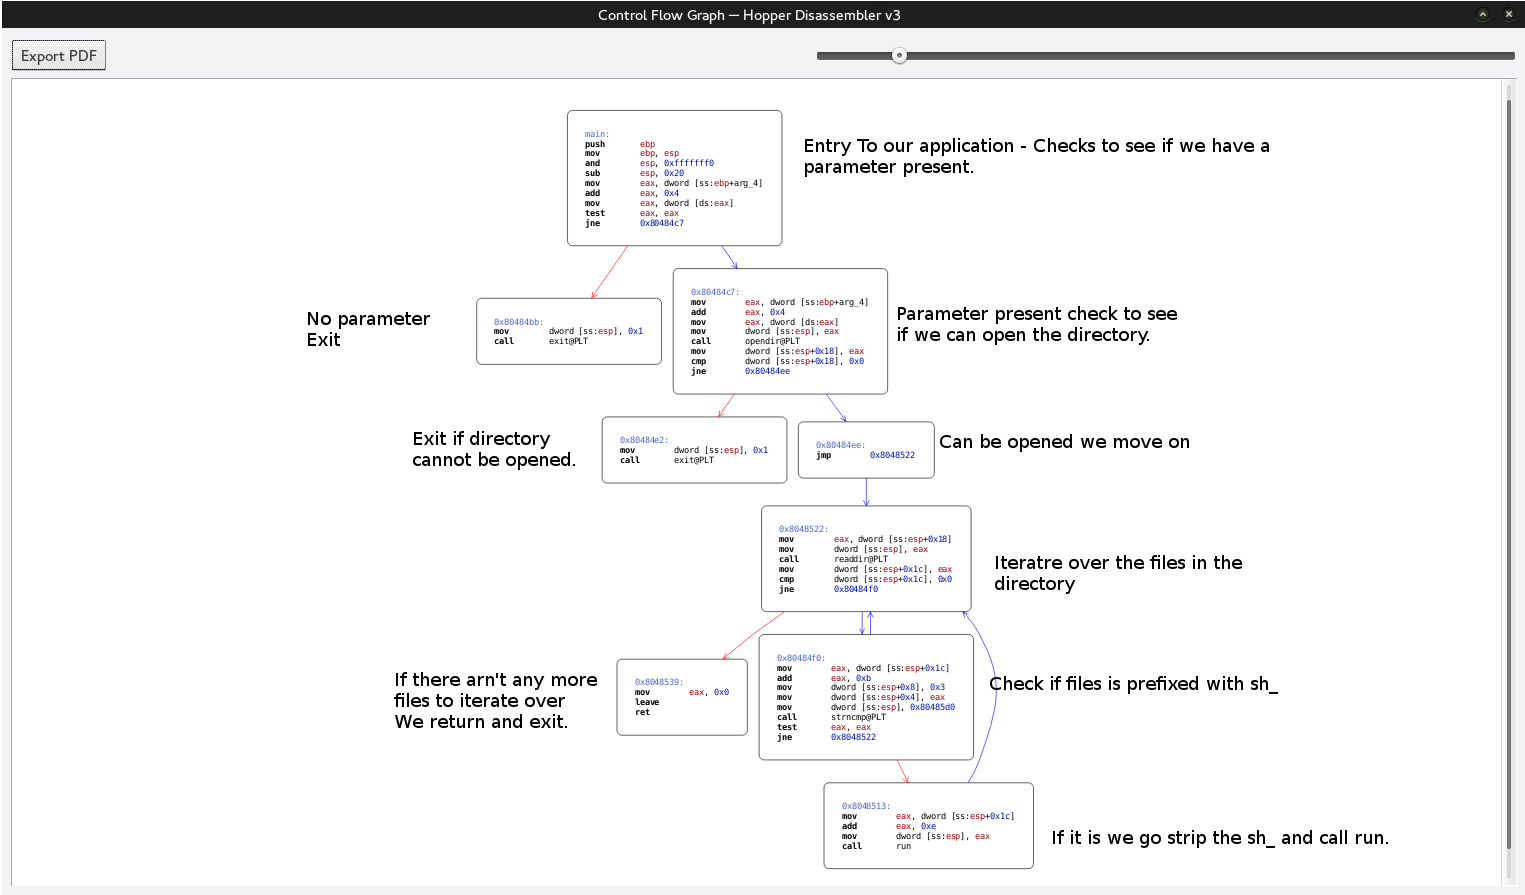 Control Flow Graph — Hopper Disassembler v3
Export PDF
main:
push ebp
mov ebp, esp
and esp, 0xfffffff0
sub esp, 0x20
mov eax, dword [ss:ebp+arg_4]
add eax, 0x4
mov eax, dword [ds:eax]
test eax, eax
jne 0x80484c7
Entry To our application - Checks to see if we have a
parameter present.
No parameter
Exit
0x80484bb:
mov dword [ss:esp], 0x1
call exit@PLT
0x80484c7:
mov eax, dword [ss:ebp+arg_4]
add eax, 0x4
mov eax, dword [ds:eax]
mov dword [ss:esp], eax
call opendir@PLT
mov dword [ss:esp+0x18], eax
cmp dword [ss:esp+0x18], 0x0
jne 0x80484ee
Parameter present check to see
if we can open the directory.
Exit if directory
cannot be opened.
0x80484e2:
mov dword [ss:esp], 0x1
call exit@PLT
0x80484ee:
jmp 0x8048522
Can be opened we move on
0x8048522:
mov eax, dword [ss:esp+0x18]
mov dword [ss:esp], eax
call readdir@PLT
mov dword [ss:esp+0x1c], eax
cmp dword [ss:esp+0x1c], 0x0
jne 0x80484f0
Iteratre over the files in the
directory
If there arn't any more
files to iterate over
We return and exit.
0x8048539:
mov eax, 0x0
leave
ret
0x80484f0:
mov eax, dword [ss:esp+0x1c]
add eax, 0xb
mov dword [ss:esp+0x8], 0x3
mov dword [ss:esp+0x4], eax
mov dword [ss:esp], 0x80485d0
call strncmp@PLT
test eax, eax
jne 0x8048522
Check if files is prefixed with sh_
0x8048513:
mov eax, dword [ss:esp+0x1c]
add eax, 0xe
mov dword [ss:esp], eax
call run
If it is we go strip the sh_ and call run.